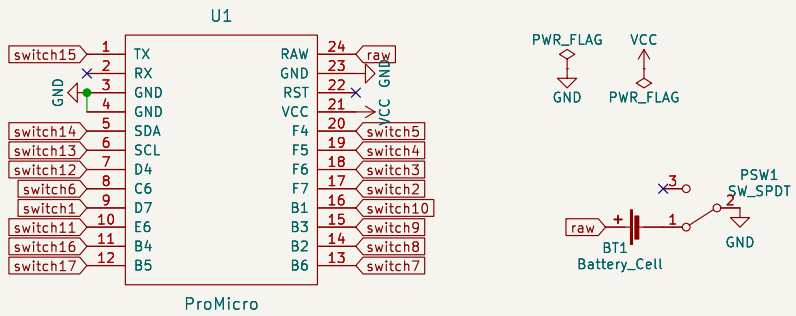 U1
switch15 1 TX RAW 24 raw
2 RX GND 23 GND
GND 3 GND RST 22
4 GND VCC 21 VCC
switch14 5 SDA F4 20 switch5
switch13 6 SCL F5 19 switch4
switch12 7 D4 F6 18 switch3
switch6 8 C6 F7 17 switch2
switch1 9 D7 B1 16 switch10
switch11 10 E6 B3 15 switch9
switch16 11 B4 B2 14 switch8
switch17 12 B5 B6 13 switch7
ProMicro
PWR_FLAG VCC
GND PWR_FLAG
3 PSW1
SW_SPDT
2
raw + 1
BT1 GND
Battery_Cell